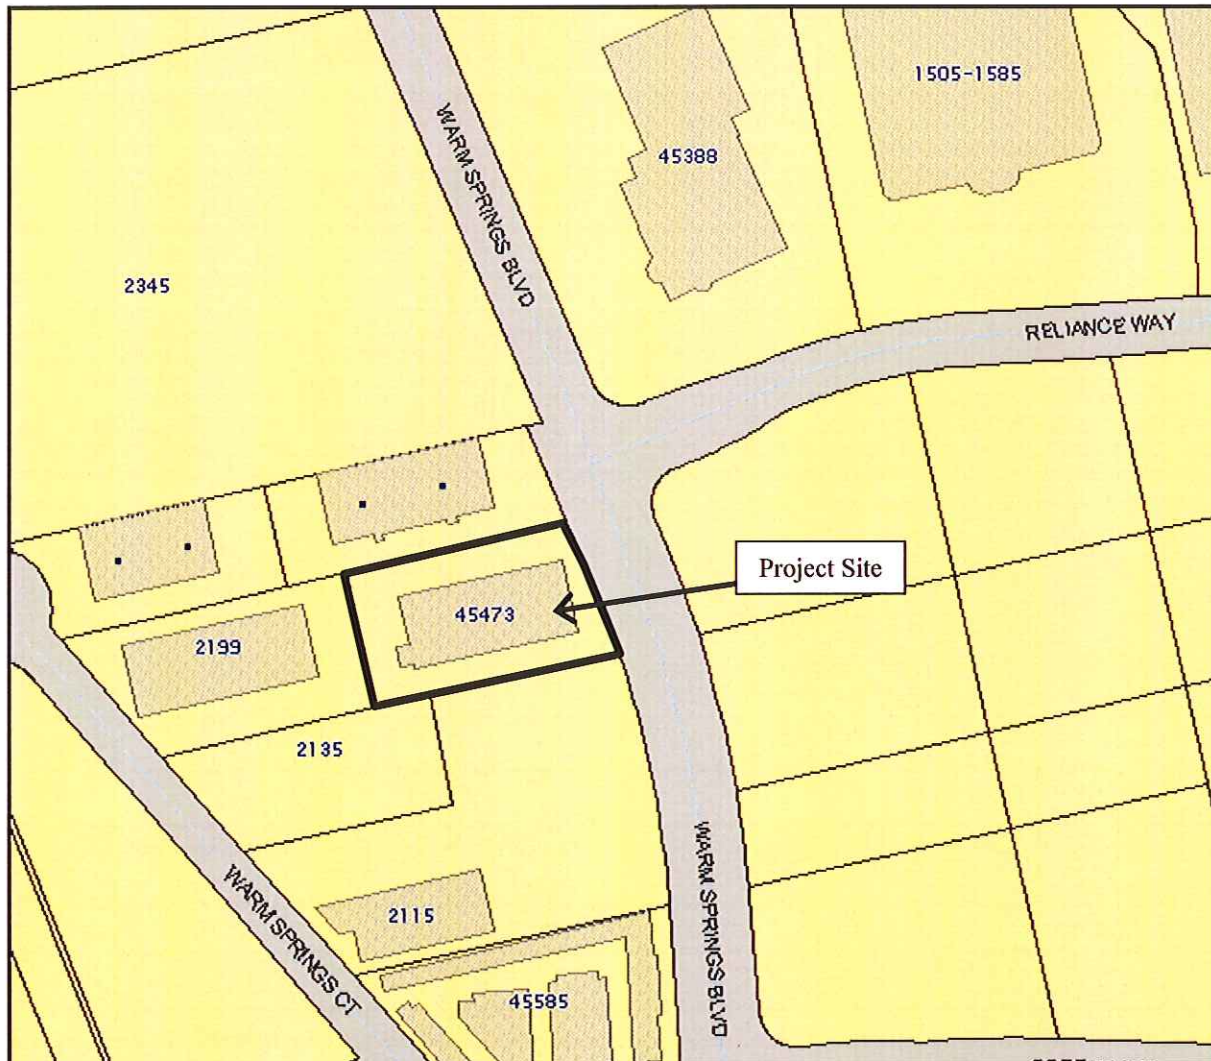 1505-1585
WARM SPRINGS BLVD
45388
2345
RELIANCE WAY
Project Site
45473
2199
2135
WARM SPRINGS BLVD
WARM SPRINGS CT
2115
45585